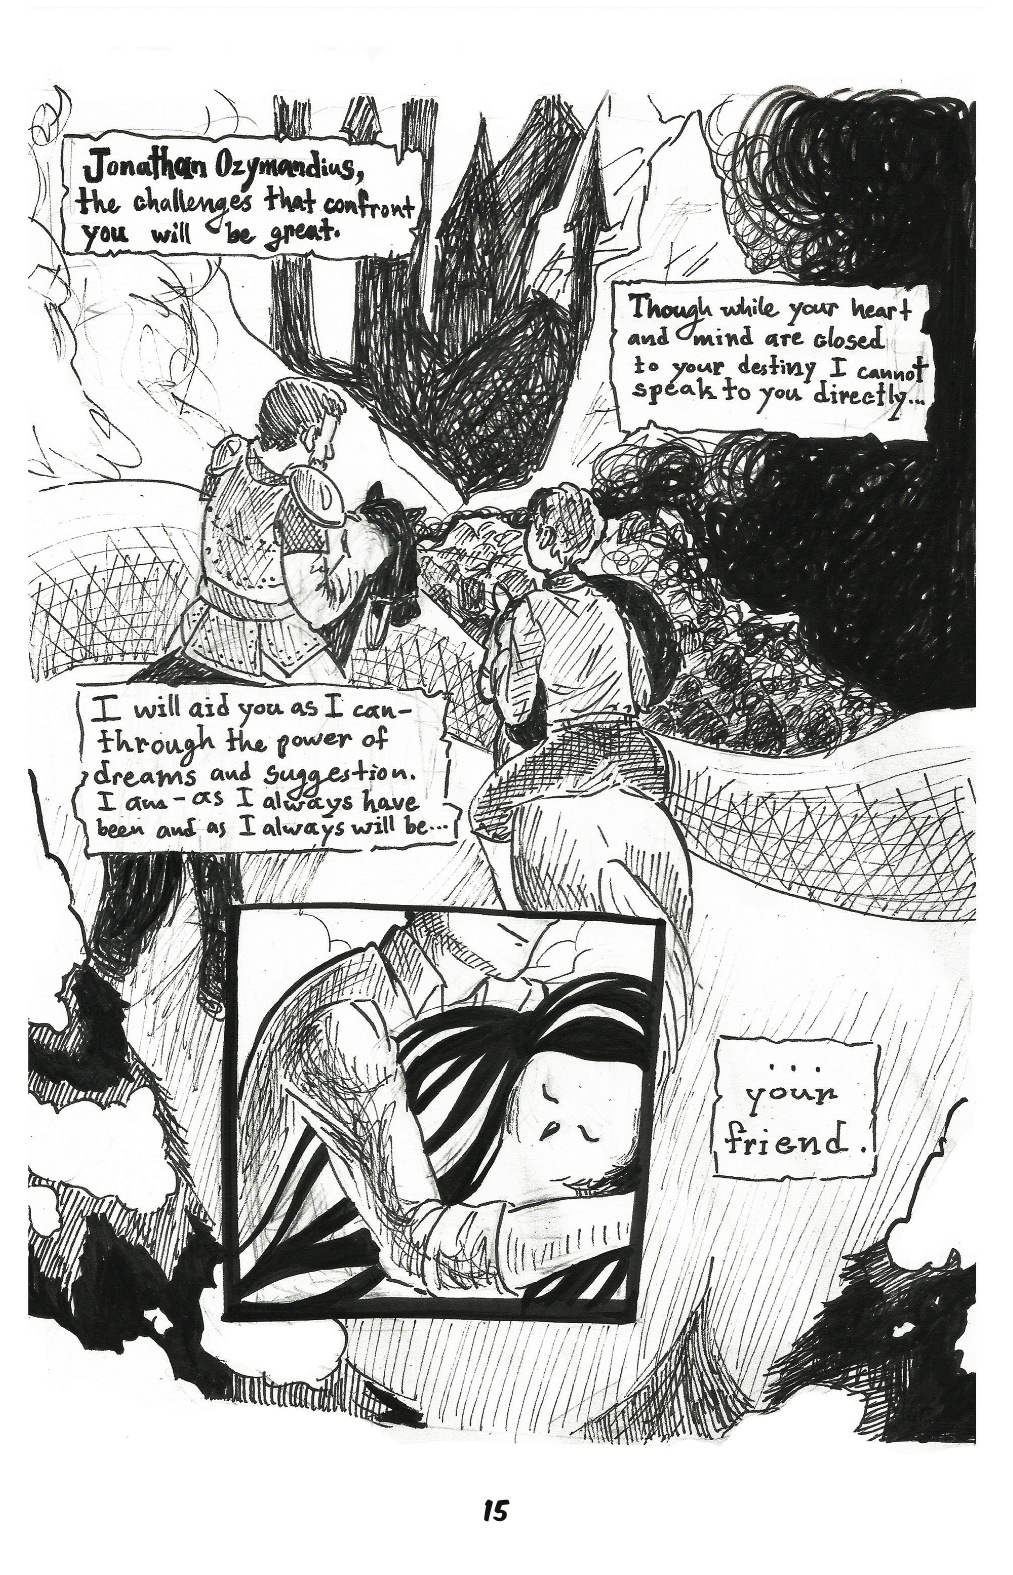 Jonathan Ozymandius,
the challenges that confront
you will be great.
Though while your heart
and mind are closed
to your destiny I cannot
speak to you directly...
I will aid you as I can-
through the power of
dreams and suggestion.
I am - as I always have
been and as I always will be...
...
your
friend.
15